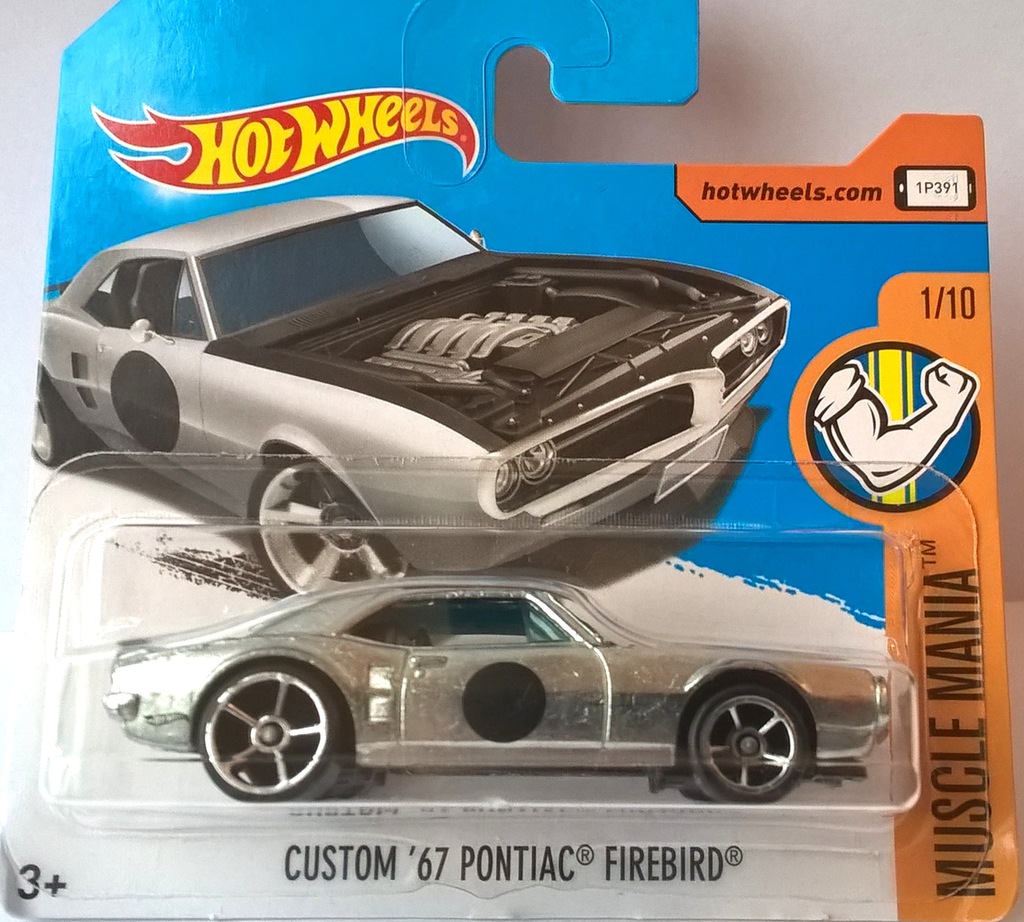 HOT WHEELS®
hotwheels.com
1P391
1/10
MUSCLE MANIA™
CUSTOM '67 PONTIAC® FIREBIRD®
3+